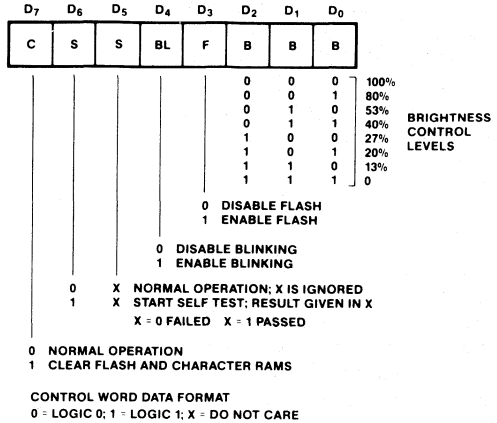 D7 D6 D5 D4 D3 D2 D1 D0
C S S BL F B B B
0 0 0 100%
0 0 1 80%
0 1 0 53%
0 1 1 40%
1 0 0 27%
1 0 1 20%
1 1 0 13%
1 1 1 0
BRIGHTNESS
CONTROL
LEVELS
0 DISABLE FLASH
1 ENABLE FLASH
0 DISABLE BLINKING
1 ENABLE BLINKING
0 X NORMAL OPERATION; X IS IGNORED
1 X START SELF TEST; RESULT GIVEN IN X
X = 0 FAILED X = 1 PASSED
0 NORMAL OPERATION
1 CLEAR FLASH AND CHARACTER RAMS
CONTROL WORD DATA FORMAT
0 = LOGIC 0; 1 = LOGIC 1; X = DO NOT CARE